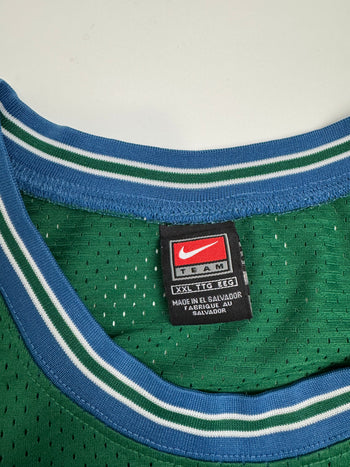 TEAM
XXL TTG EEG
MADE IN EL SALVADOR
FABRIQUE AU
SALVADOR